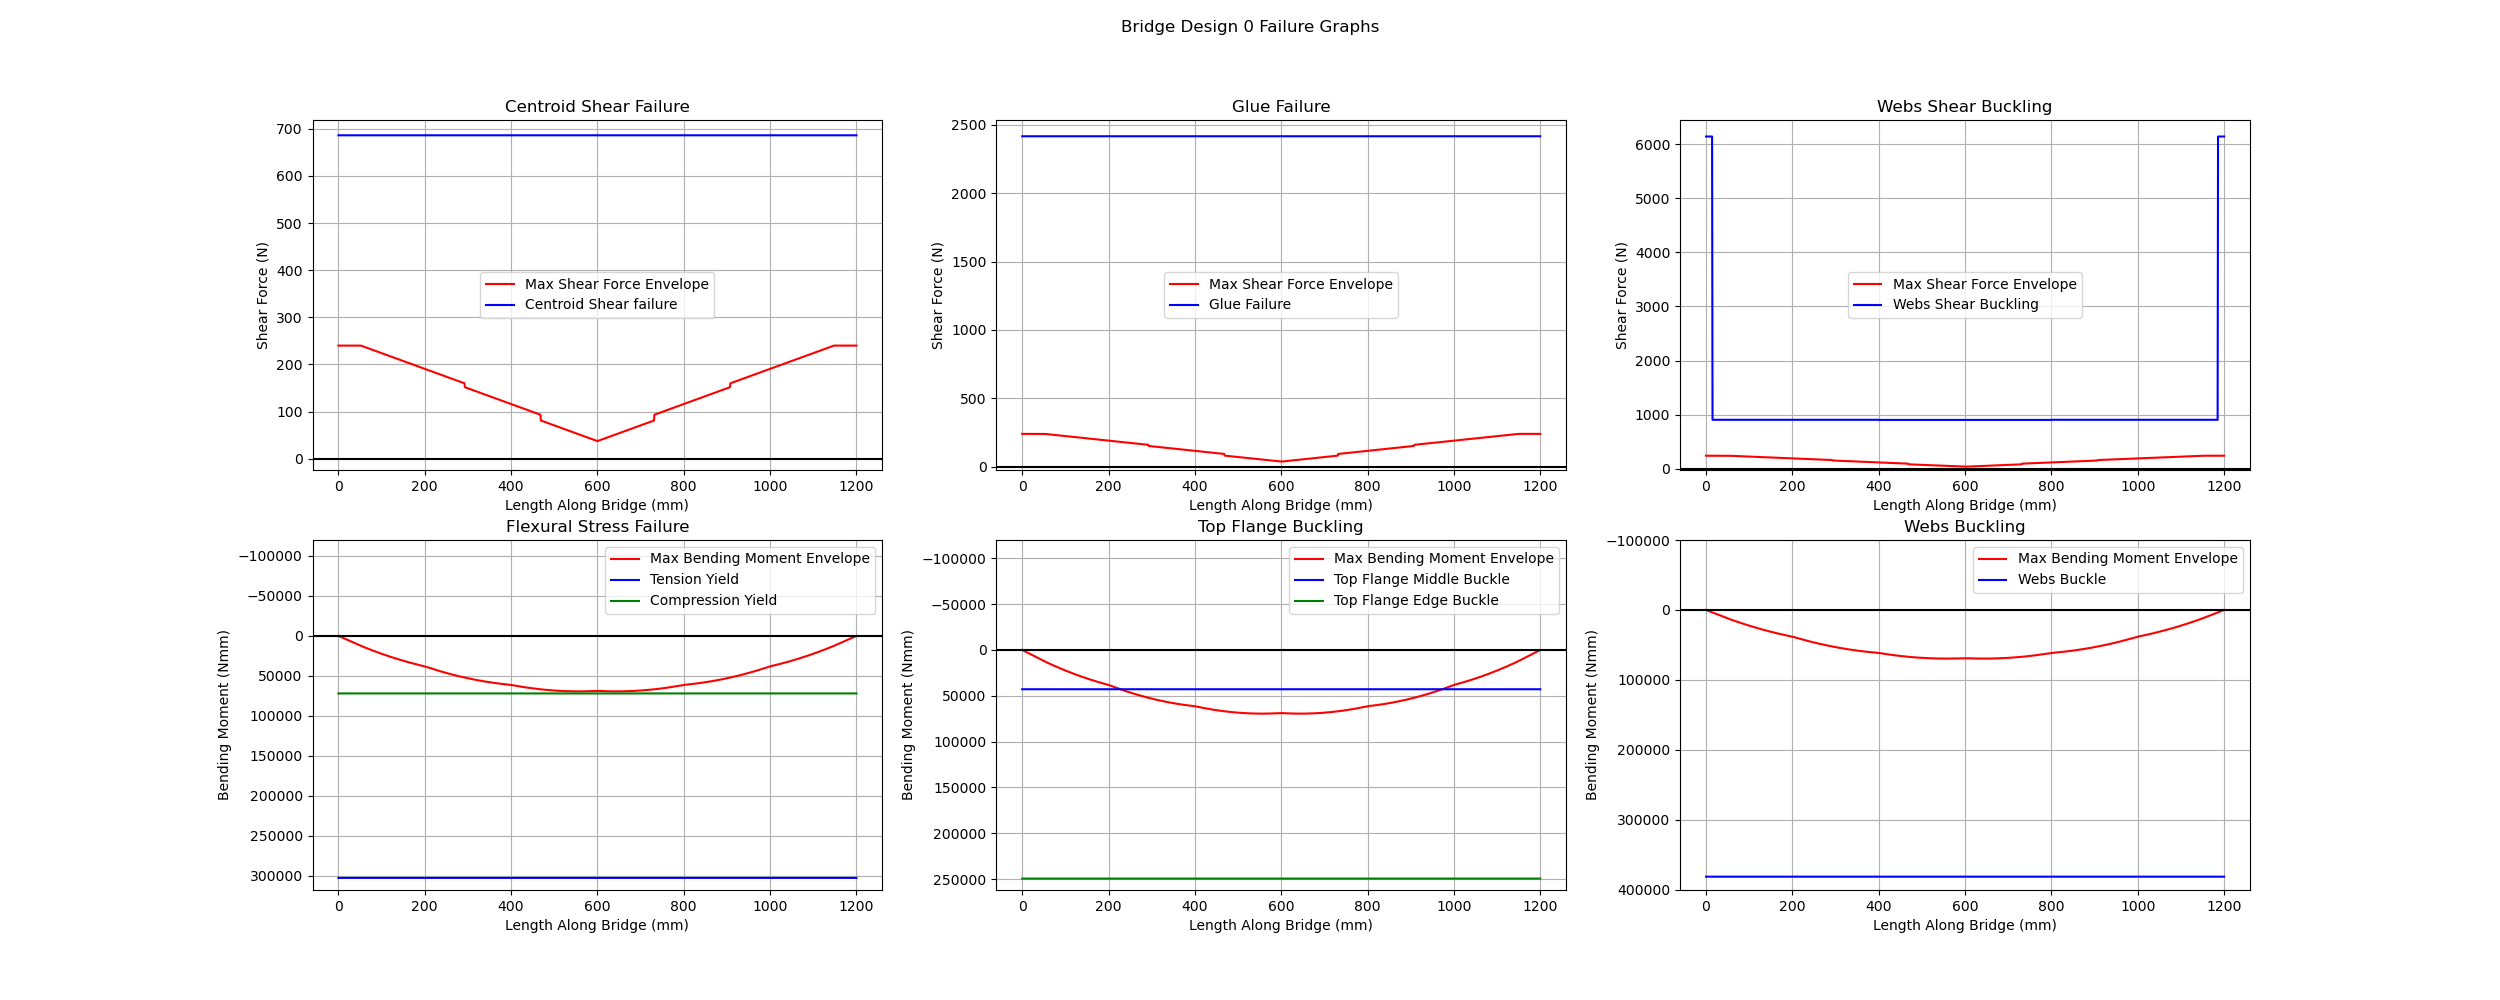 Bridge Design 0 Failure Graphs
Centroid Shear Failure
700
600
500
400
300
200
100
0
Shear Force (N)
Max Shear Force Envelope
Centroid Shear failure
0 200 400 600 800 1000 1200
Length Along Bridge (mm)
Glue Failure
2500
2000
1500
1000
500
0
Shear Force (N)
Max Shear Force Envelope
Glue Failure
0 200 400 600 800 1000 1200
Length Along Bridge (mm)
Webs Shear Buckling
6000
5000
4000
3000
2000
1000
0
Shear Force (N)
Max Shear Force Envelope
Webs Shear Buckling
0 200 400 600 800 1000 1200
Length Along Bridge (mm)
Flexural Stress Failure
−100000
−50000
0
50000
100000
150000
200000
250000
300000
Bending Moment (Nmm)
Max Bending Moment Envelope
Tension Yield
Compression Yield
0 200 400 600 800 1000 1200
Length Along Bridge (mm)
Top Flange Buckling
−100000
−50000
0
50000
100000
150000
200000
250000
Bending Moment (Nmm)
Max Bending Moment Envelope
Top Flange Middle Buckle
Top Flange Edge Buckle
0 200 400 600 800 1000 1200
Length Along Bridge (mm)
Webs Buckling
−100000
0
100000
200000
300000
400000
Bending Moment (Nmm)
Max Bending Moment Envelope
Webs Buckle
0 200 400 600 800 1000 1200
Length Along Bridge (mm)